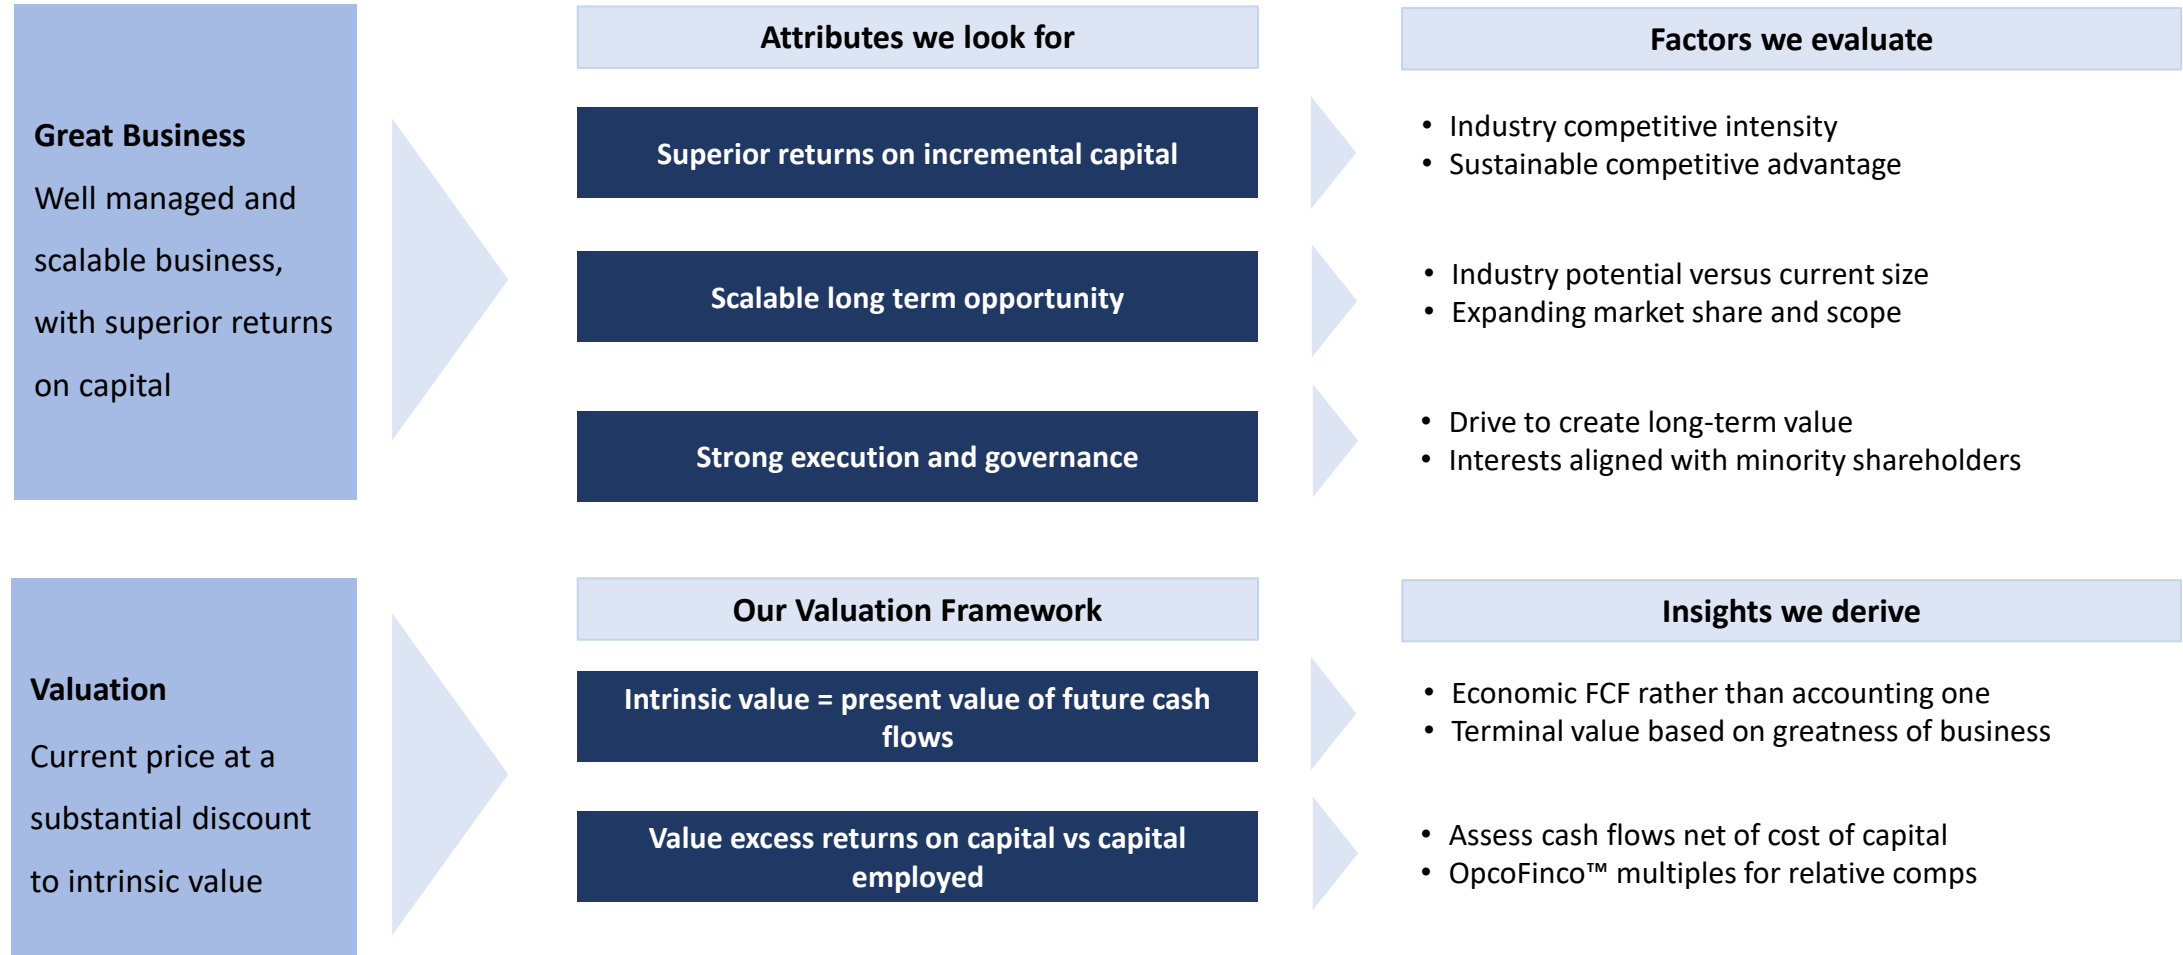 Great Business
Well managed and
scalable business,
with superior returns
on capital
Attributes we look for
Superior returns on incremental capital
Scalable long term opportunity
Strong execution and governance
Factors we evaluate
• Industry competitive intensity
• Sustainable competitive advantage
• Industry potential versus current size
• Expanding market share and scope
• Drive to create long-term value
• Interests aligned with minority shareholders
Valuation
Current price at a
substantial discount
to intrinsic value
Our Valuation Framework
Intrinsic value = present value of future cash
flows
Value excess returns on capital vs capital
employed
Insights we derive
• Economic FCF rather than accounting one
• Terminal value based on greatness of business
• Assess cash flows net of cost of capital
• OpcoFinco™ multiples for relative comps